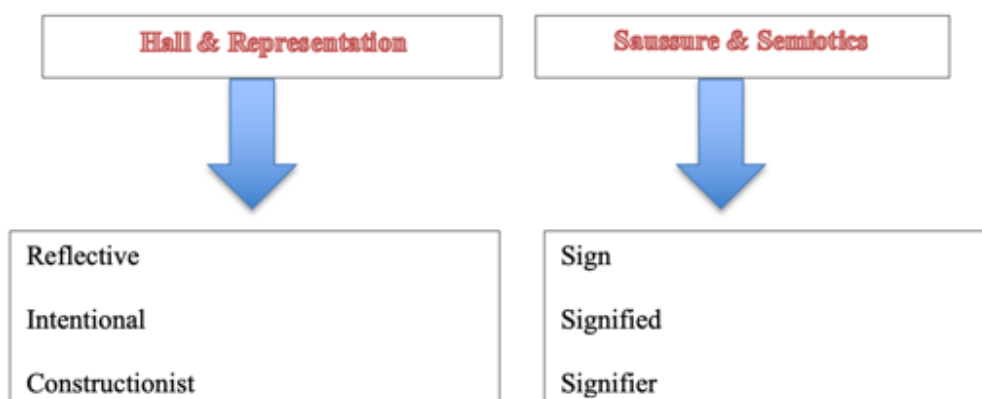 Hall & Representation
Saussure & Semiotics
Reflective
Intentional
Constructionist
Sign
Signified
Signifier